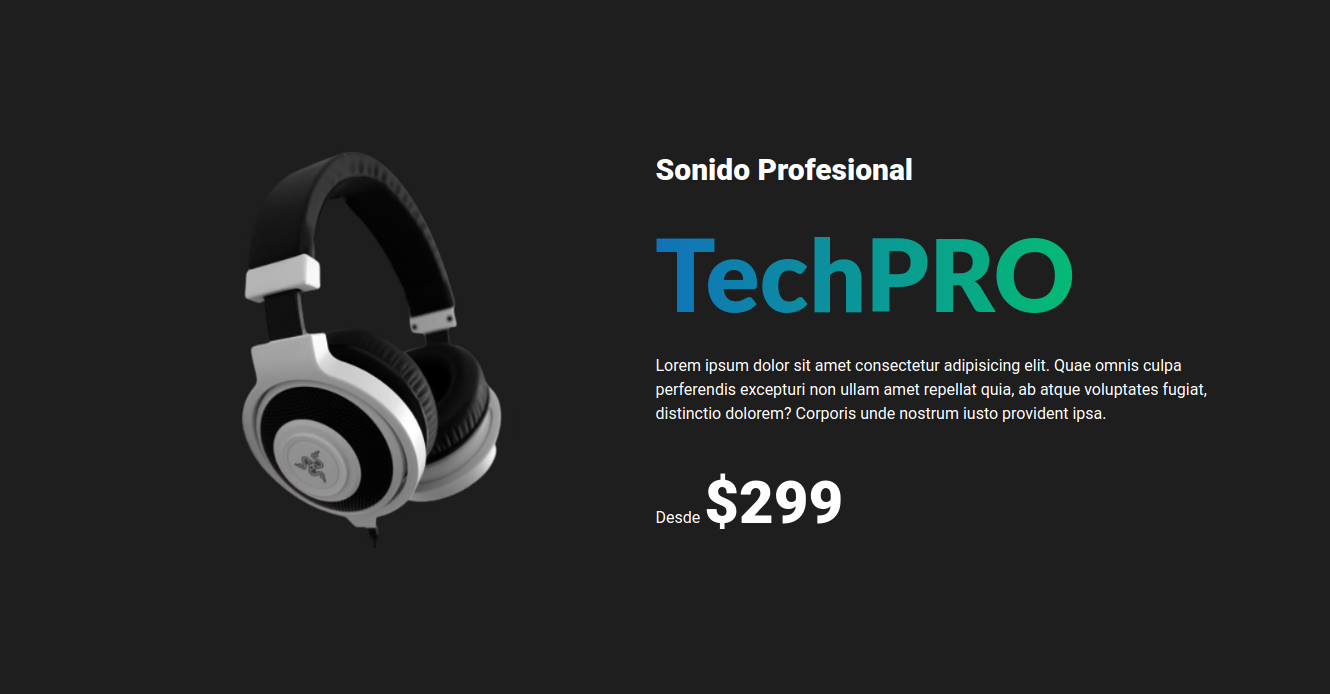 Sonido Profesional
TechPRO
Lorem ipsum dolor sit amet consectetur adipisicing elit. Quae omnis culpa
perferendis excepturi non ullam amet repellat quia, ab atque voluptates fugiat,
distinctio dolorem? Corporis unde nostrum iusto provident ipsa.
Desde $299